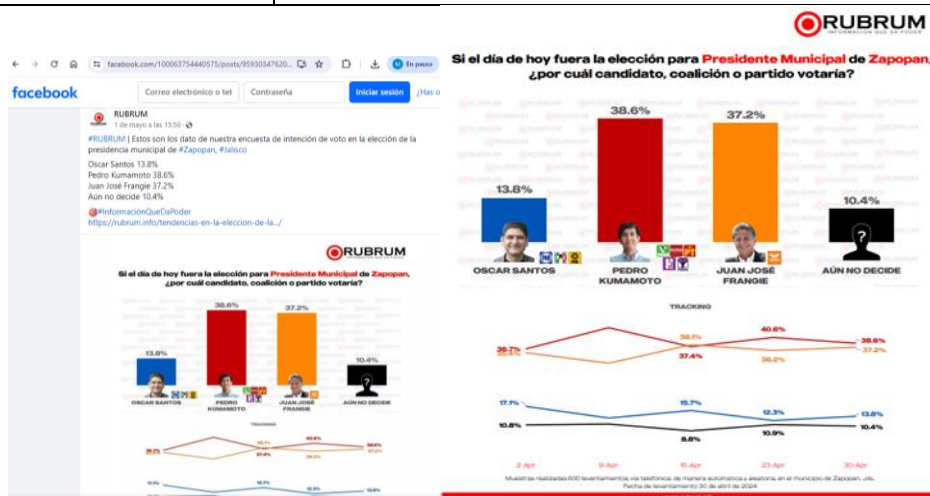 facebook.com/100063754440575/posts/95930347620...
En pausa
facebook
Correo electrónico o tel
Contraseña
Iniciar sesión
¿Has o
RUBRUM
1 de mayo a las 15:50
#RUBRUM | Estos son los dato de nuestra encuesta de intención de voto en la elección de la
presidencia municipal de #Zapopan, #Jalisco
Oscar Santos 13.8%
Pedro Kumamoto 38.6%
Juan José Frangie 37.2%
Aún no decide 10.4%
#InformaciónQueDaPoder
https://rubrum.info/tendencias-en-la-eleccion-de-la.../
RUBRUM
Si el día de hoy fuera la elección para Presidente Municipal de Zapopan,
¿por cuál candidato, coalición o partido votaría?
38.6%
37.2%
13.8%
10.4%
?
OSCAR SANTOS
PEDRO
KUMAMOTO
JUAN JOSÉ
FRANGIE
AÚN NO DECIDE
TRACKING
RUBRUM
INFORMACIÓN QUE DA PODER
Si el día de hoy fuera la elección para Presidente Municipal de Zapopan,
¿por cuál candidato, coalición o partido votaría?
38.6%
37.2%
13.8%
10.4%
?
OSCAR SANTOS
PEDRO
KUMAMOTO
JUAN JOSÉ
FRANGIE
AÚN NO DECIDE
TRACKING
36.7%
38.1%
37.4%
40.6%
36.2%
38.6%
37.2%
17.1%
15.7%
12.3%
13.8%
10.8%
8.8%
10.9%
10.4%
2-Apr
9-Apr
16-Apr
23-Apr
30-Apr
Muestras realizadas 600 levantamientos, vía telefónica, de manera automática y aleatoria, en el municipio de Zapopan, JAL.
Fecha de levantamiento: 30 de abril de 2024.